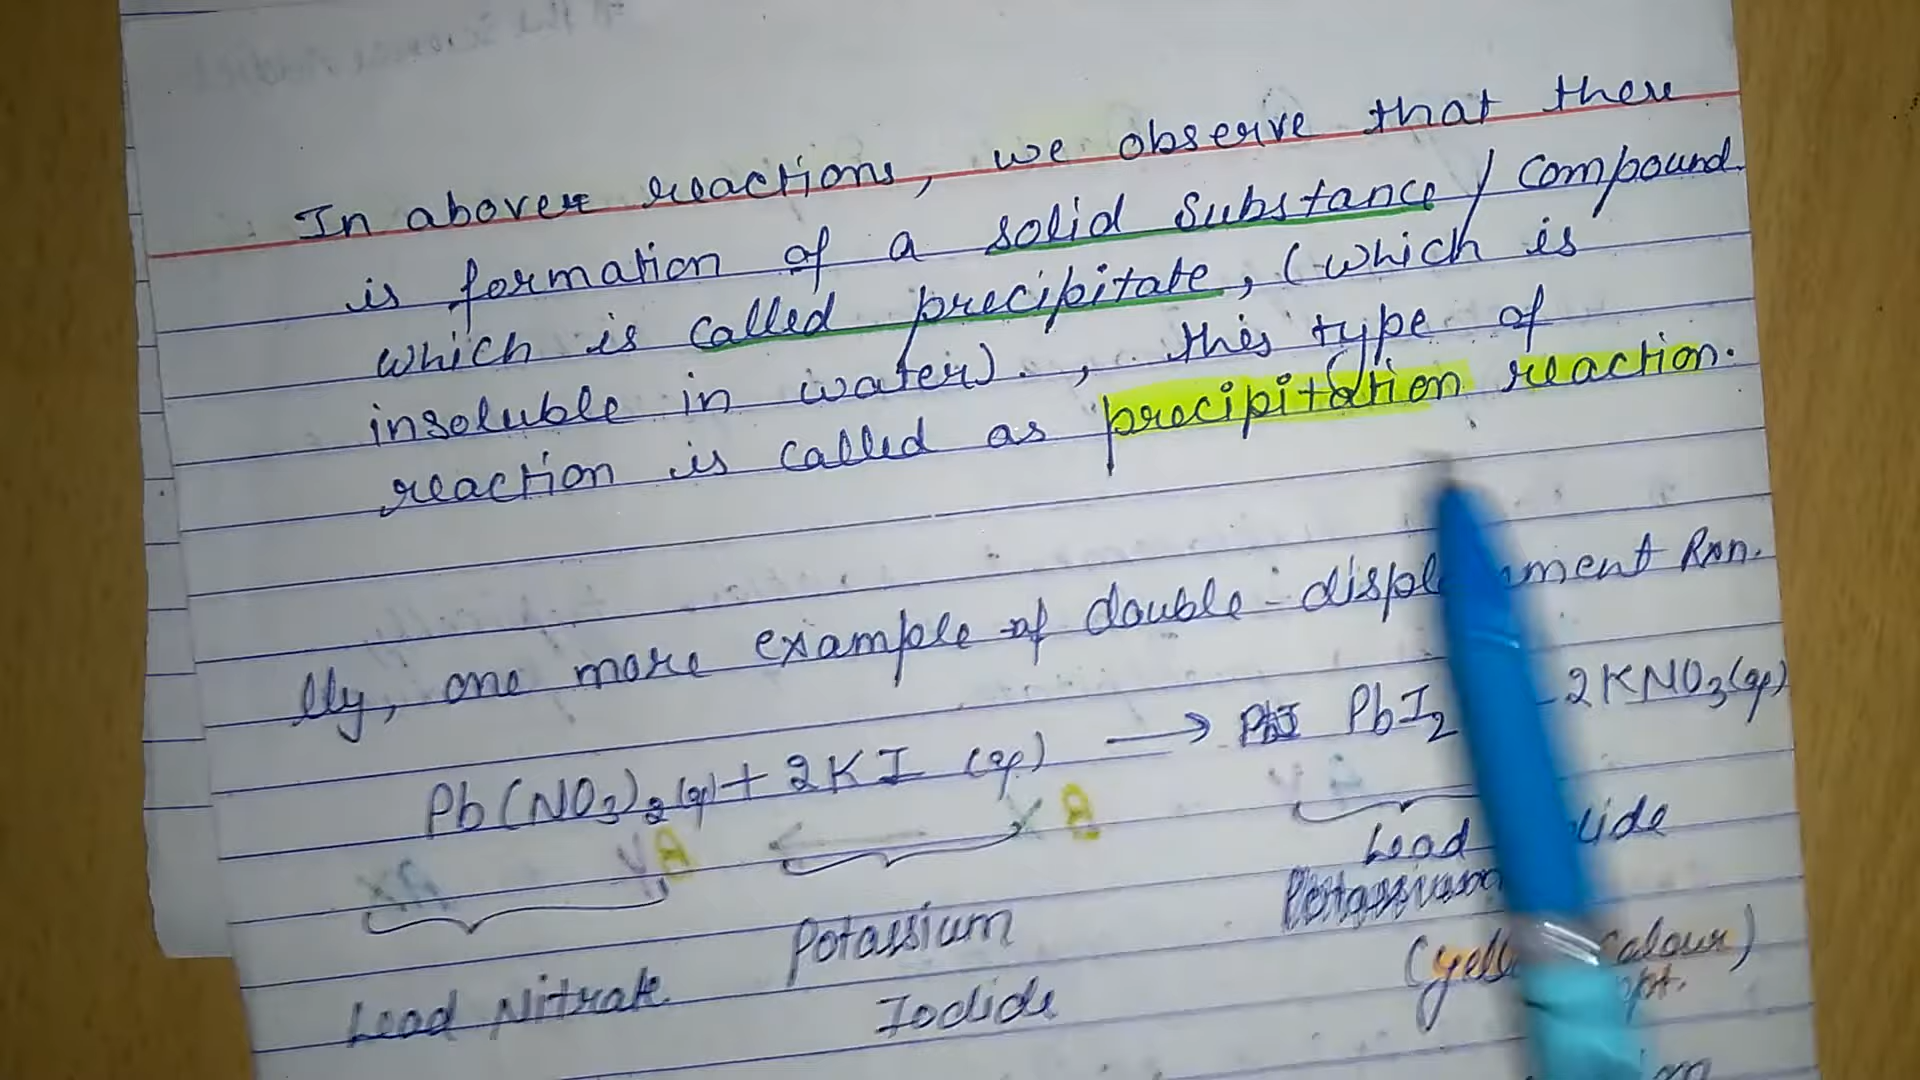 In above reactions, we observe that there
is formation of a solid substance / compound
which is called precipitate, (which is
insoluble in water)., this type of
reaction is called as precipitation reaction.
lly, one more example of double-displ ment Rxn.
Pb(NO3)2(aq) + 2KI (aq) → PbI2 2KNO3(aq)
Lead Nitrate
Potassium
Iodide
Lead
(yell colour)
ppt.